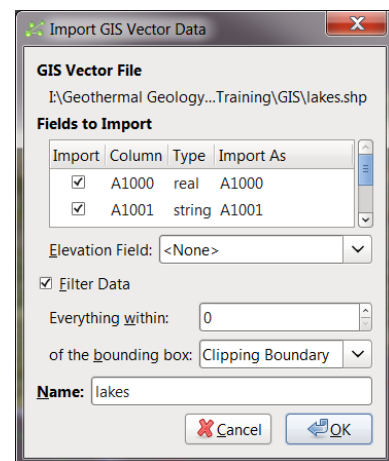 Import GIS Vector Data
GIS Vector File
I:\Geothermal Geology...Training\GIS\lakes.shp
Fields to Import
Import Column Type Import As
A1000 real A1000
A1001 string A1001
Elevation Field: <None>
Filter Data
Everything within: 0
of the bounding box: Clipping Boundary
Name: lakes
Cancel OK